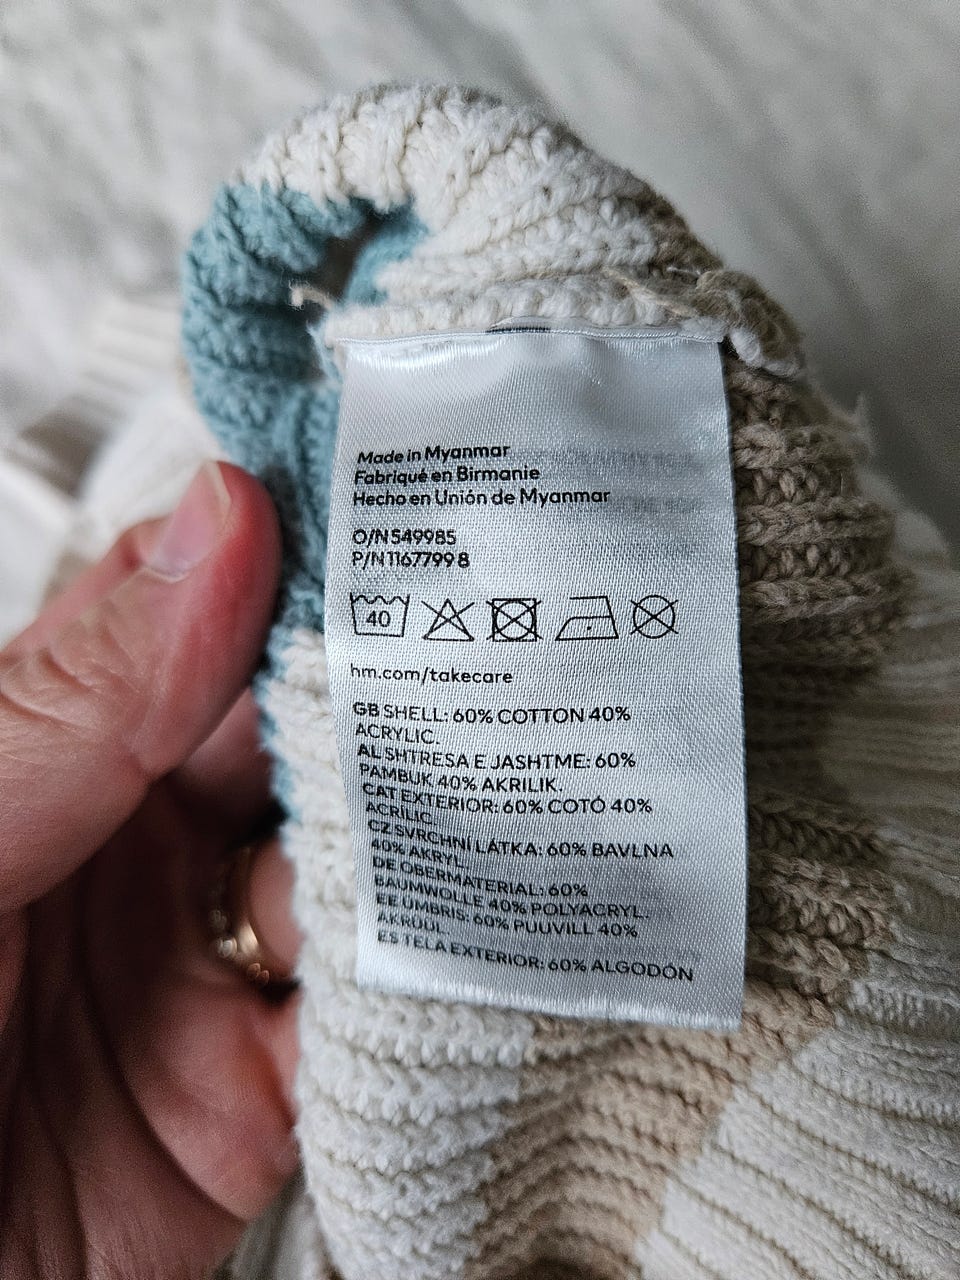 Made in Myanmar
Fabriqué en Birmanie
Hecho en Unión de Myanmar
O/N 549985
P/N 1167799 8
40
hm.com/takecare
GB SHELL: 60% COTTON 40%
ACRYLIC.
AL SHTRESA E JASHTME: 60%
PAMBUK 40% AKRILIK.
CAT EXTERIOR: 60% COTÓ 40%
ACRÍLIC.
CZ SVRCHNÍ LÁTKA: 60% BAVLNA
40% AKRYL.
DE OBERMATERIAL: 60%
BAUMWOLLE 40% POLYACRYL.
EE ÜMBRIS: 60% PUUVILL 40%
AKRÜÜL.
ES TELA EXTERIOR: 60% ALGODÓN